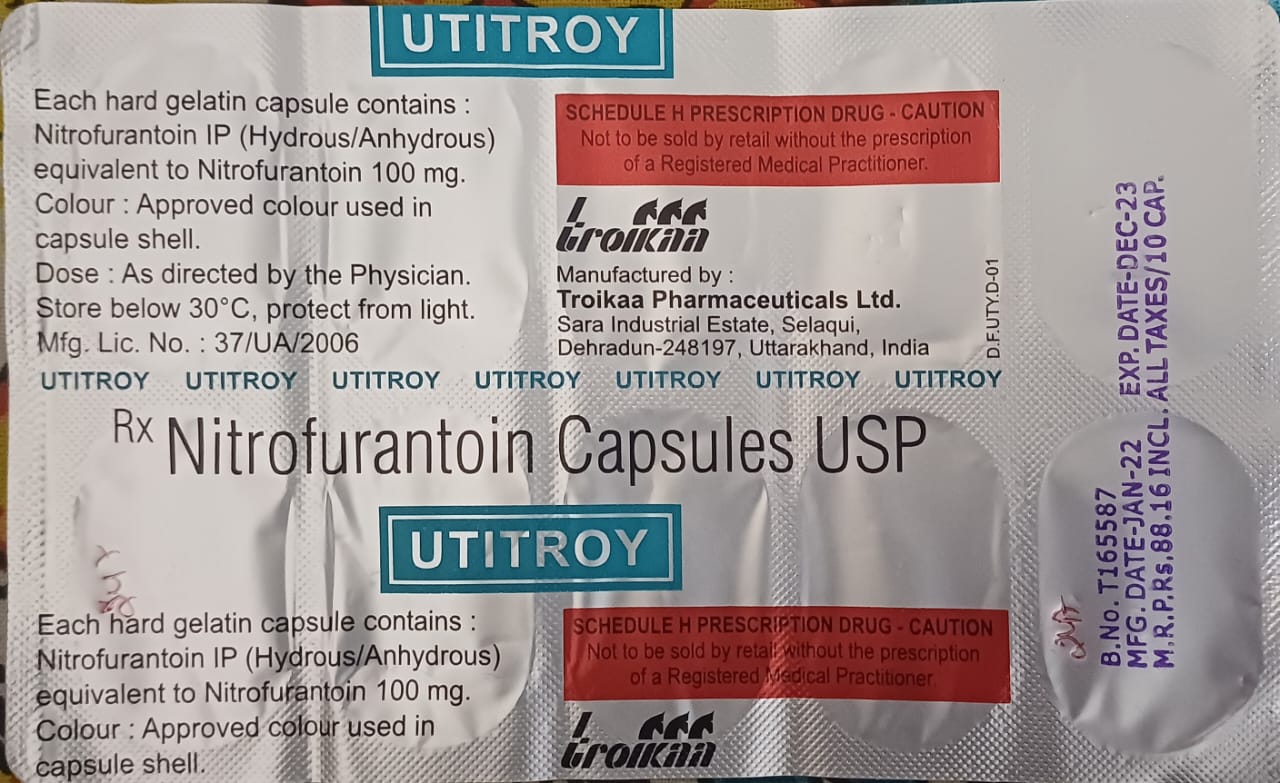 UTITROY
Each hard gelatin capsule contains :
Nitrofurantoin IP (Hydrous/Anhydrous)
equivalent to Nitrofurantoin 100 mg.
Colour : Approved colour used in
capsule shell.
Dose : As directed by the Physician.
Store below 30°C, protect from light.
Mfg. Lic. No. : 37/UA/2006
SCHEDULE H PRESCRIPTION DRUG - CAUTION
Not to be sold by retail without the prescription
of a Registered Medical Practitioner.
troikaa
Manufactured by :
Troikaa Pharmaceuticals Ltd.
Sara Industrial Estate, Selaqui,
Dehradun-248197, Uttarakhand, India
D.F.UTY.D-01
UTITROY UTITROY UTITROY UTITROY UTITROY UTITROY UTITROY
Rx Nitrofurantoin Capsules USP
UTITROY
Each hard gelatin capsule contains :
Nitrofurantoin IP (Hydrous/Anhydrous)
equivalent to Nitrofurantoin 100 mg.
Colour : Approved colour used in
capsule shell.
SCHEDULE H PRESCRIPTION DRUG - CAUTION
Not to be sold by retail without the prescription
of a Registered Medical Practitioner.
troikaa
B.No. T165587
MFG. DATE-JAN-22 EXP. DATE-DEC-23
M.R.P.Rs.88.16 INCL. ALL TAXES/10 CAP.